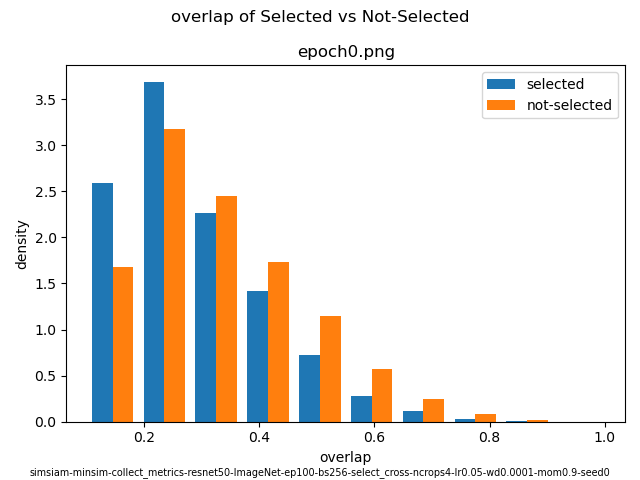 overlap of Selected vs Not-Selected
epoch0.png
selected
not-selected
density
3.5
3.0
2.5
2.0
1.5
1.0
0.5
0.0
0.2
0.4
0.6
0.8
1.0
overlap
simsiam-minsim-collect_metrics-resnet50-ImageNet-ep100-bs256-select_cross-ncrops4-lr0.05-wd0.0001-mom0.9-seed0